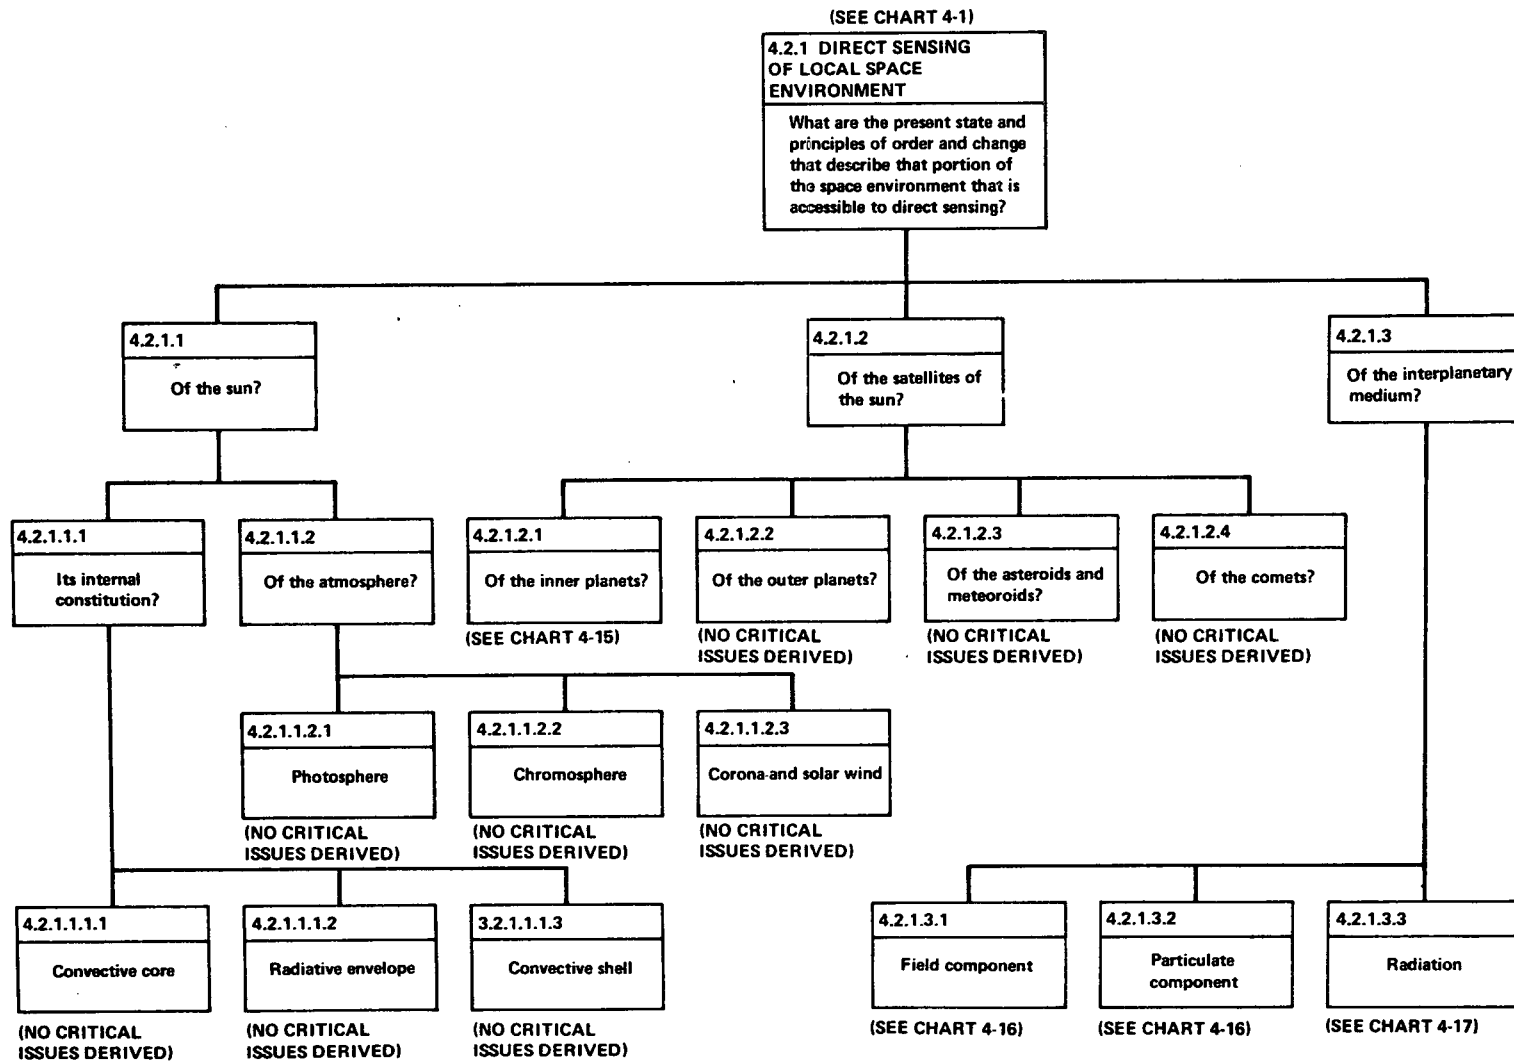 (SEE CHART 4-1)
4.2.1 DIRECT SENSING
OF LOCAL SPACE
ENVIRONMENT
What are the present state and
principles of order and change
that describe that portion of
the space environment that is
accessible to direct sensing?
4.2.1.1
Of the sun?
4.2.1.2
Of the satellites of
the sun?
4.2.1.3
Of the interplanetary
medium?
4.2.1.1.1
Its internal
constitution?
4.2.1.1.2
Of the atmosphere?
4.2.1.2.1
Of the inner planets?
(SEE CHART 4-15)
4.2.1.2.2
Of the outer planets?
(NO CRITICAL
ISSUES DERIVED)
4.2.1.2.3
Of the asteroids and
meteoroids?
(NO CRITICAL
ISSUES DERIVED)
4.2.1.2.4
Of the comets?
(NO CRITICAL
ISSUES DERIVED)
4.2.1.1.2.1
Photosphere
(NO CRITICAL
ISSUES DERIVED)
4.2.1.1.2.2
Chromosphere
(NO CRITICAL
ISSUES DERIVED)
4.2.1.1.2.3
Corona and solar wind
(NO CRITICAL
ISSUES DERIVED)
4.2.1.1.1.1
Convective core
(NO CRITICAL
ISSUES DERIVED)
4.2.1.1.1.2
Radiative envelope
(NO CRITICAL
ISSUES DERIVED)
3.2.1.1.1.3
Convective shell
(NO CRITICAL
ISSUES DERIVED)
4.2.1.3.1
Field component
(SEE CHART 4-16)
4.2.1.3.2
Particulate
component
(SEE CHART 4-16)
4.2.1.3.3
Radiation
(SEE CHART 4-17)